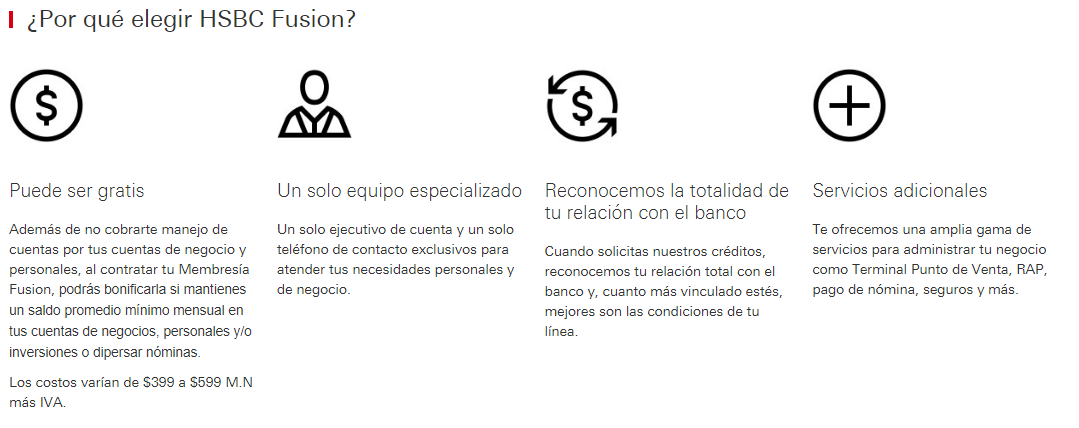 ¿Por qué elegir HSBC Fusion?
Puede ser gratis
Además de no cobrarte manejo de
cuentas por tus cuentas de negocio y
personales, al contratar tu Membresía
Fusion, podrás bonificarla si mantienes
un saldo promedio mínimo mensual en
tus cuentas de negocios, personales y/o
inversiones o dipersar nóminas.
Los costos varían de $399 a $599 M.N
más IVA.
Un solo equipo especializado
Un solo ejecutivo de cuenta y un solo
teléfono de contacto exclusivos para
atender tus necesidades personales y
de negocio.
Reconocemos la totalidad de
tu relación con el banco
Cuando solicitas nuestros créditos,
reconocemos tu relación total con el
banco y, cuanto más vinculado estés,
mejores son las condiciones de tu
línea.
Servicios adicionales
Te ofrecemos una amplia gama de
servicios para administrar tu negocio
como Terminal Punto de Venta, RAP,
pago de nómina, seguros y más.